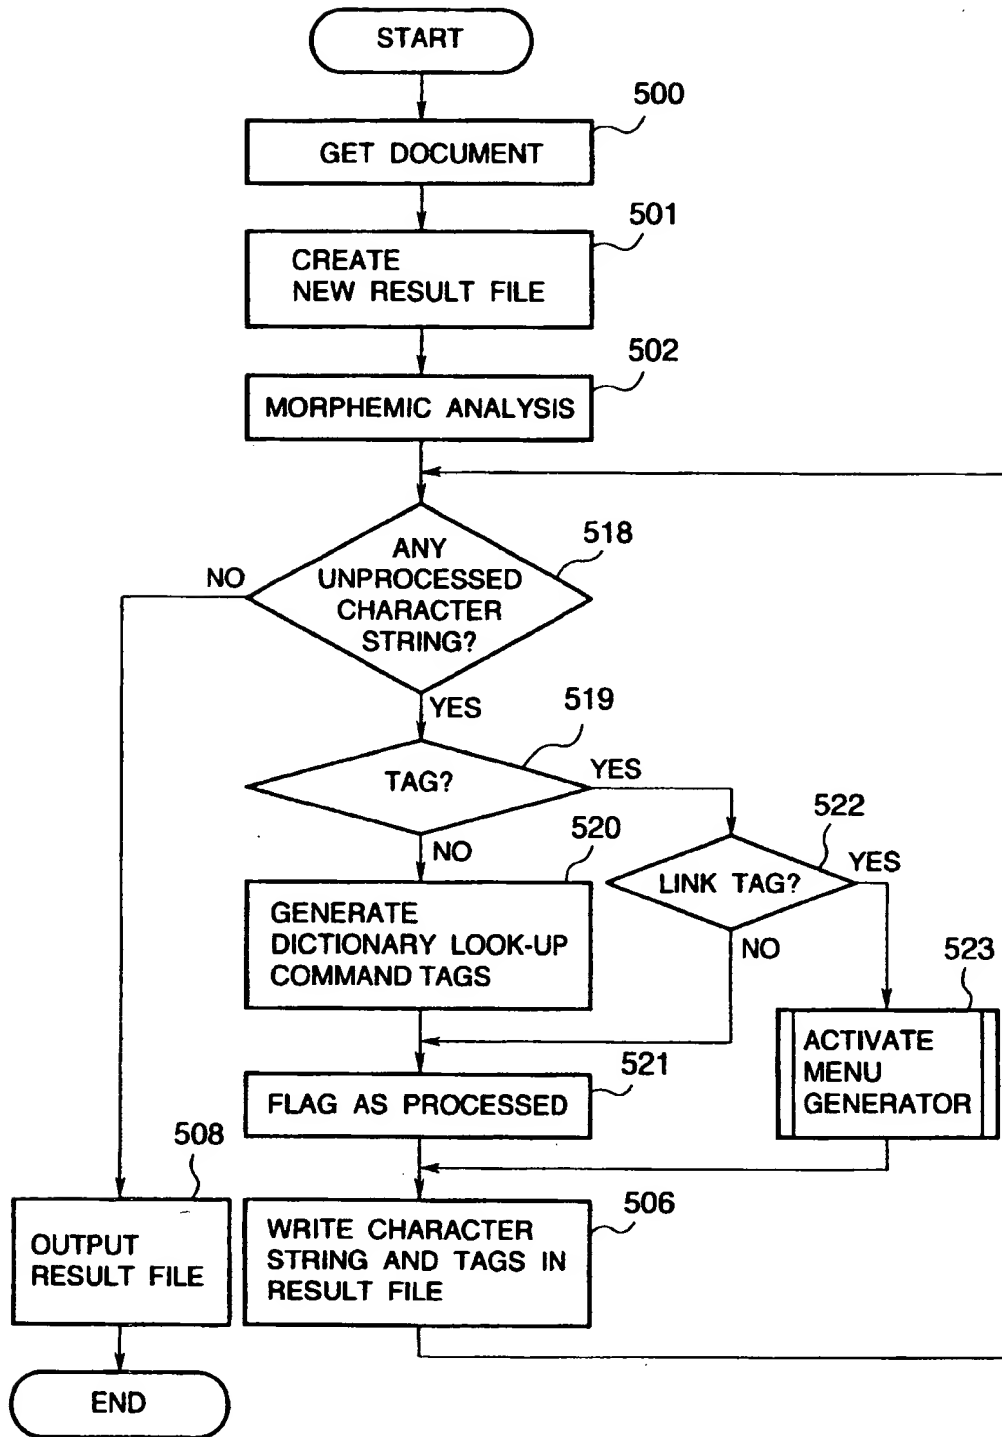 START
500
GET DOCUMENT
501
CREATE
NEW RESULT FILE
502
MORPHEMIC ANALYSIS
518
ANY
UNPROCESSED
CHARACTER
STRING?
NO
YES
519
TAG?
YES
NO
522
LINK TAG?
YES
NO
520
GENERATE
DICTIONARY LOOK-UP
COMMAND TAGS
523
ACTIVATE
MENU
GENERATOR
521
FLAG AS PROCESSED
508
OUTPUT
RESULT FILE
506
WRITE CHARACTER
STRING AND TAGS IN
RESULT FILE
END